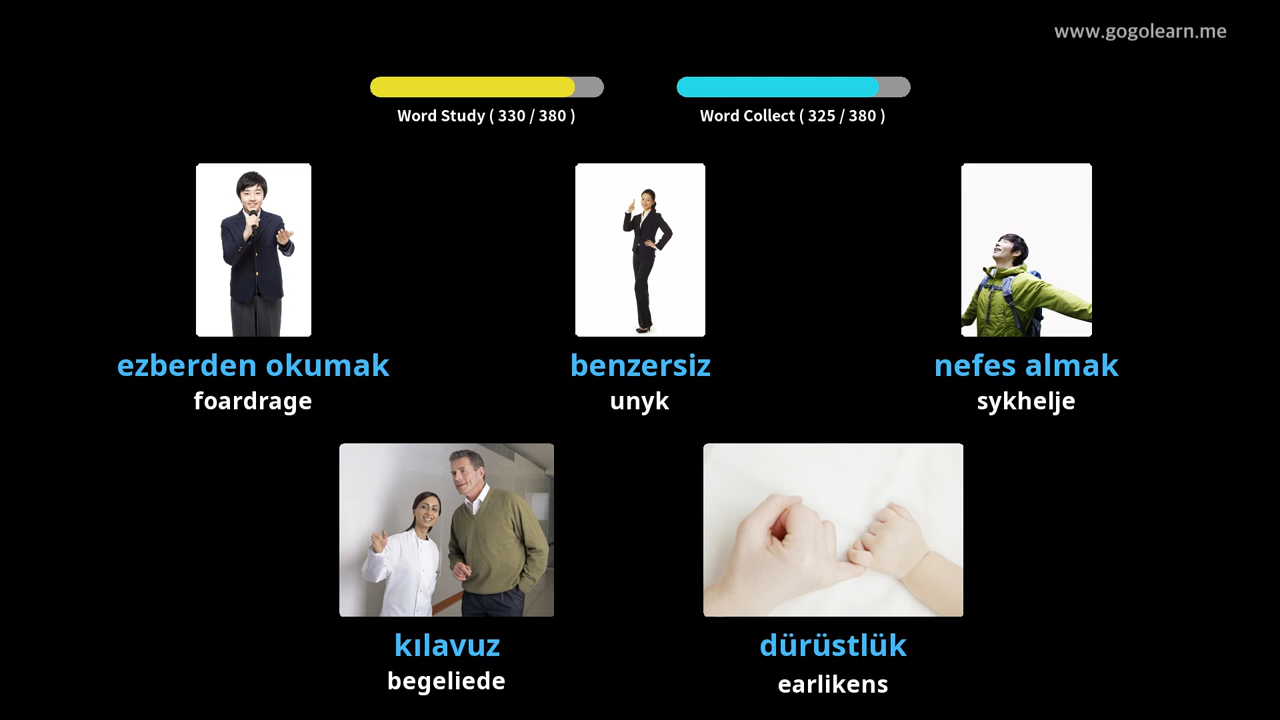 www.gogolearn.me
Word Study ( 330 / 380 )
Word Collect ( 325 / 380 )
ezberden okumak
foardrage
benzersiz
unyk
nefes almak
sykhelje
kılavuz
begeliede
dürüstlük
earlikens